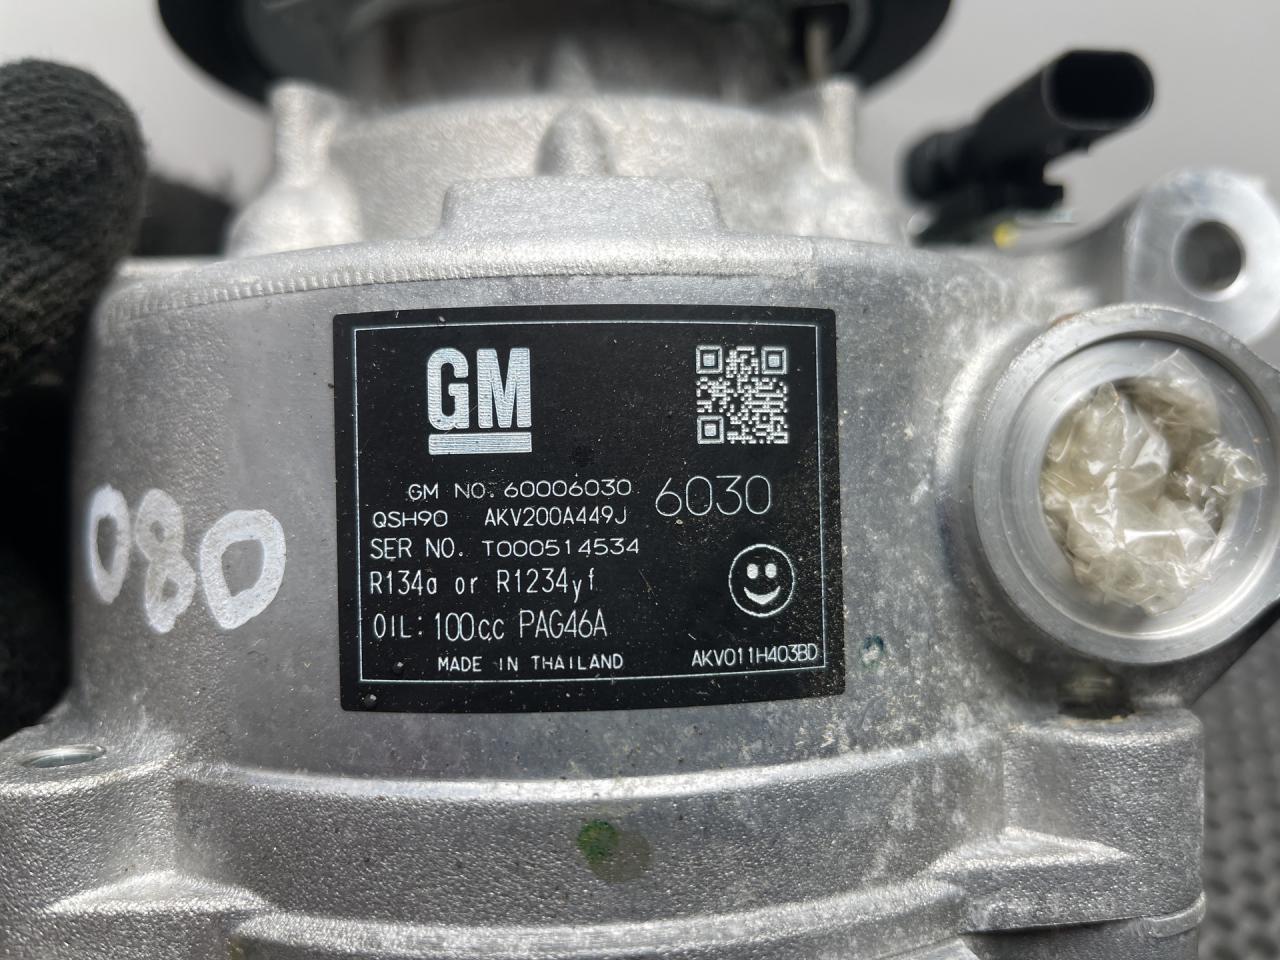 GM
GM NO. 60006030 6030
QSH90 AKV200A449J
SER NO. T000514534
R134a or R1234yf
OIL: 100cc PAG46A
MADE IN THAILAND AKV011H403BD
080